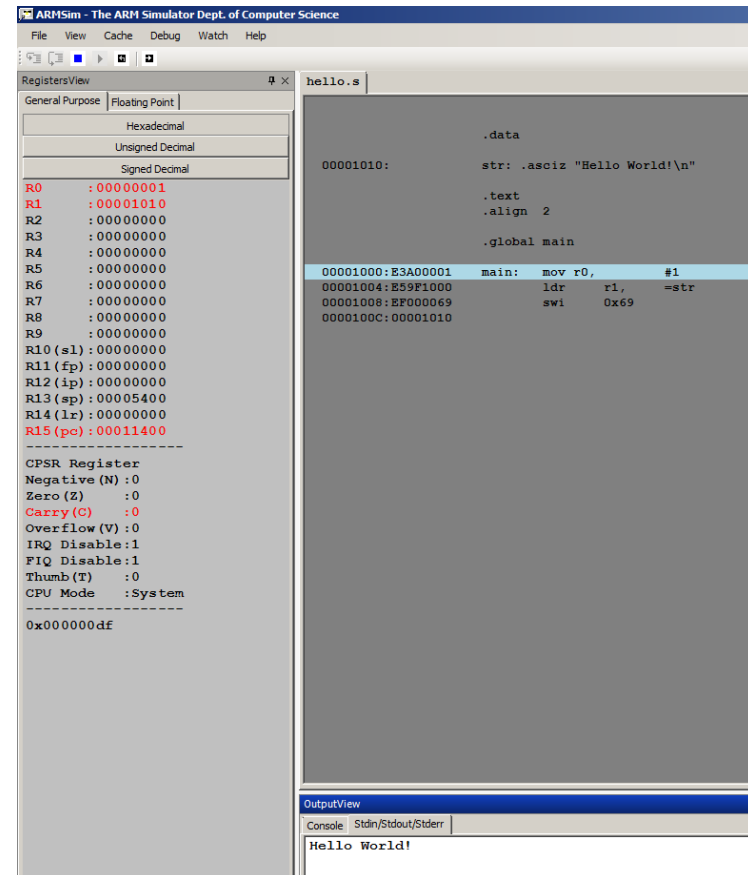 ARMSim - The ARM Simulator Dept. of Computer Science
File View Cache Debug Watch Help
RegistersView
General Purpose Floating Point
Hexadecimal
Unsigned Decimal
Signed Decimal
R0 :00000001
R1 :00001010
R2 :00000000
R3 :00000000
R4 :00000000
R5 :00000000
R6 :00000000
R7 :00000000
R8 :00000000
R9 :00000000
R10(sl):00000000
R11(fp):00000000
R12(ip):00000000
R13(sp):00005400
R14(lr):00000000
R15(pc):00011400
------------------
CPSR Register
Negative(N):0
Zero(Z) :0
Carry(C) :0
Overflow(V):0
IRQ Disable:1
FIQ Disable:1
Thumb(T) :0
CPU Mode :System
------------------
0x000000df
hello.s
.data
00001010: str: .asciz "Hello World!\n"
.text
.align 2
.global main
00001000:E3A00001 main: mov r0, #1
00001004:E59F1000 ldr r1, =str
00001008:EF000069 swi 0x69
0000100C:00001010
OutputView
Console Stdin/Stdout/Stderr
Hello World!